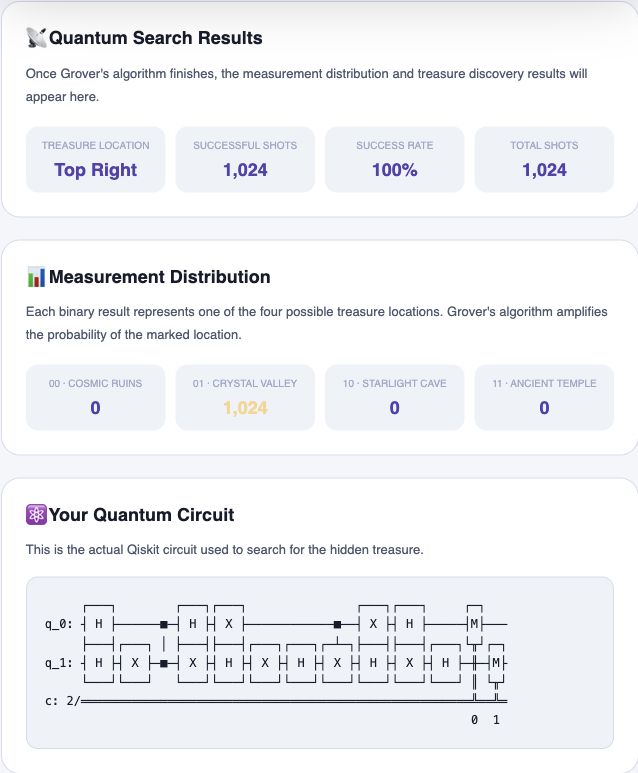 Quantum Search Results
Once Grover's algorithm finishes, the measurement distribution and treasure discovery results will
appear here.
TREASURE LOCATION
Top Right
SUCCESSFUL SHOTS
1,024
SUCCESS RATE
100%
TOTAL SHOTS
1,024
Measurement Distribution
Each binary result represents one of the four possible treasure locations. Grover's algorithm amplifies
the probability of the marked location.
00 · COSMIC RUINS
0
01 · CRYSTAL VALLEY
1,024
10 · STARLIGHT CAVE
0
11 · ANCIENT TEMPLE
0
Your Quantum Circuit
This is the actual Qiskit circuit used to search for the hidden treasure.
q_0: ┤ H ├──────■─┤ H ├┤ X ├────────────■──┤ X ├┤ H ├─────┤M├───
q_1: ┤ H ├┤ X ├─■─┤ X ├┤ H ├┤ X ├┤ H ├┤ X ├┤ H ├┤ X ├┤ H ├─╫─┤M├
c: 2/═══════════════════════════════════════════════╩══╩═
0 1